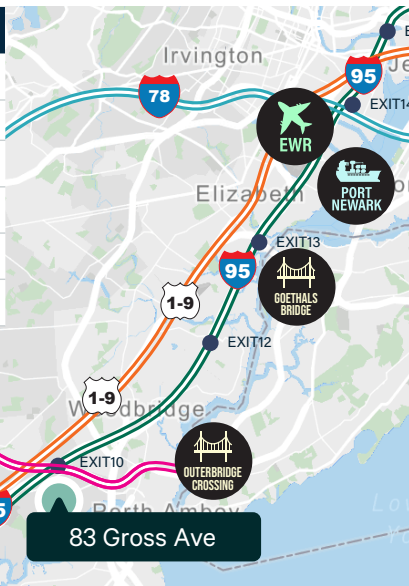 Irvington
95
78
EXIT14
EWR
Elizabeth
PORT
NEWARK
EXIT13
95
GOETHALS
BRIDGE
1-9
EXIT12
1-9
Woodbridge
EXIT10
OUTERBRIDGE
CROSSING
Perth Amboy
83 Gross Ave